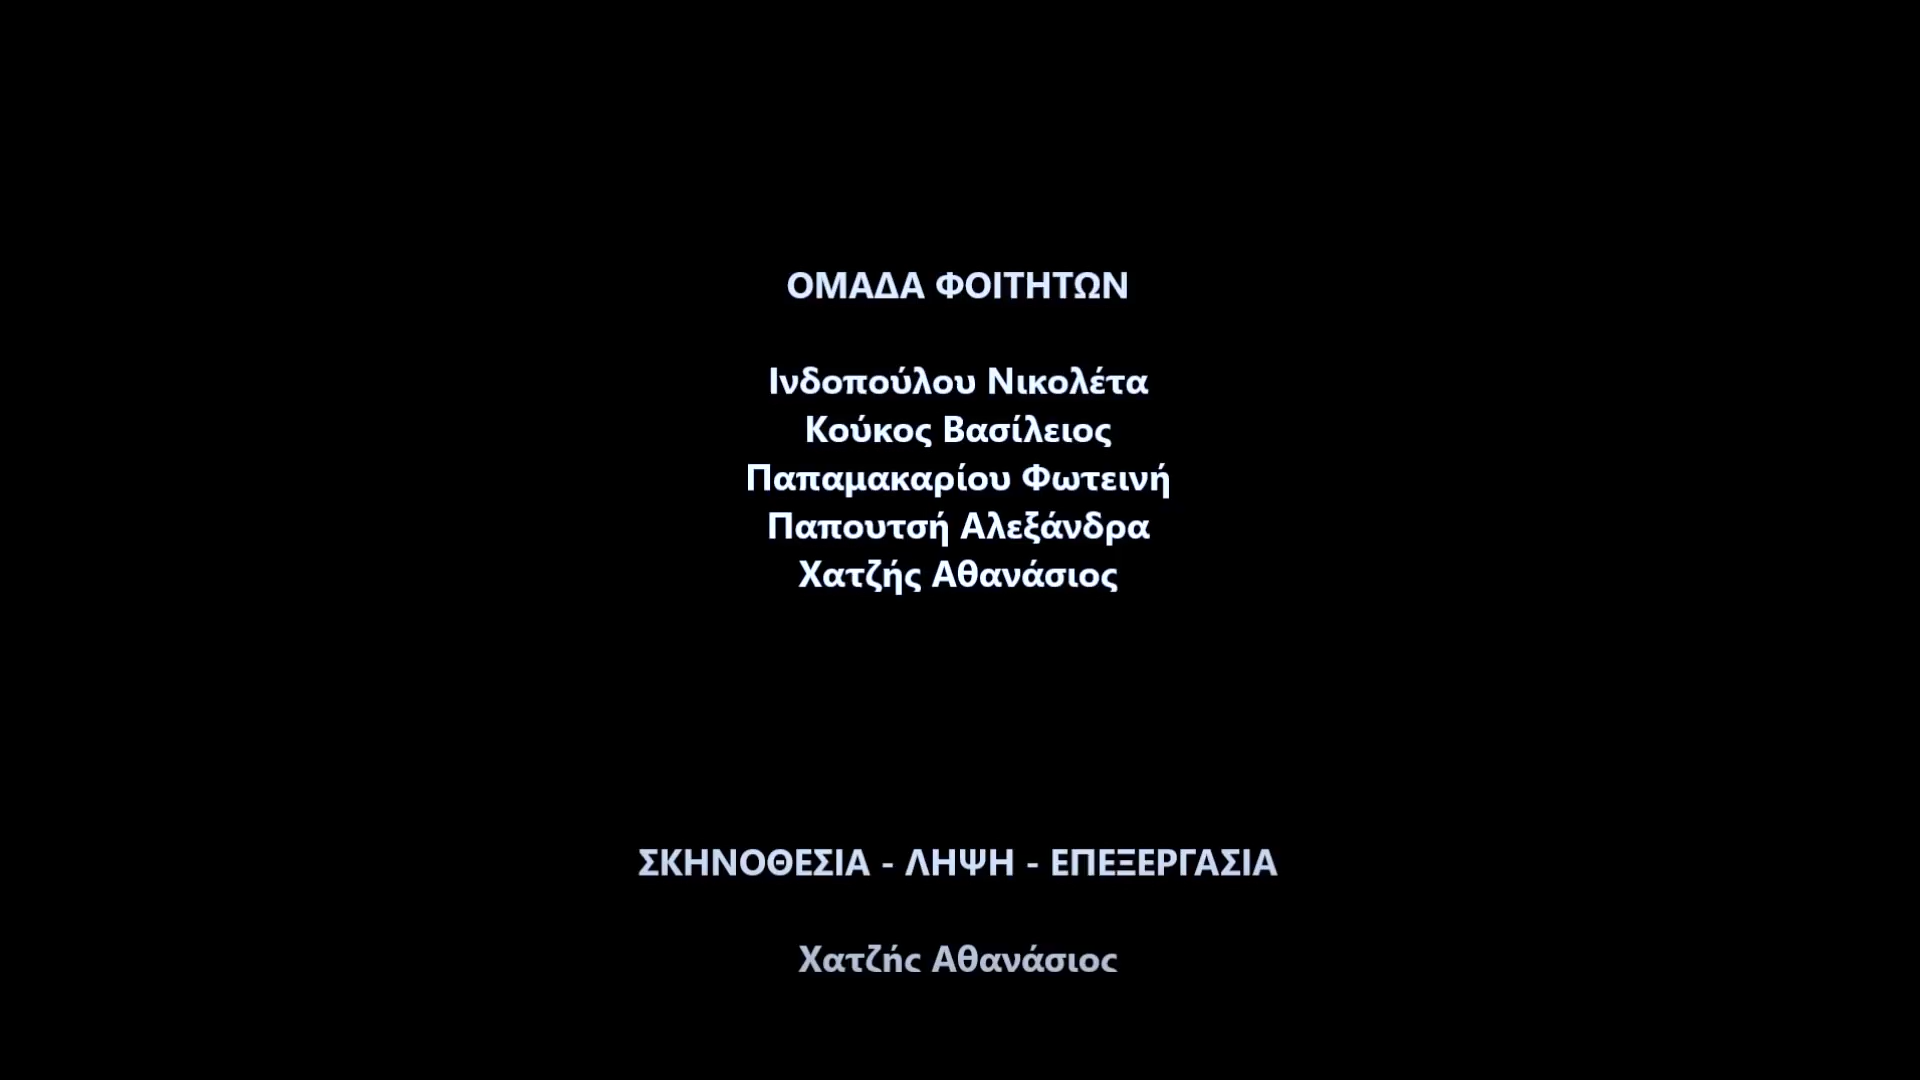 ΟΜΑΔΑ ΦΟΙΤΗΤΩΝ
Ινδοπούλου Νικολέτα
Κούκος Βασίλειος
Παπαμακαρίου Φωτεινή
Παπουτσή Αλεξάνδρα
Χατζής Αθανάσιος
ΣΚΗΝΟΘΕΣΙΑ - ΛΗΨΗ - ΕΠΕΞΕΡΓΑΣΙΑ
Χατζής Αθανάσιος